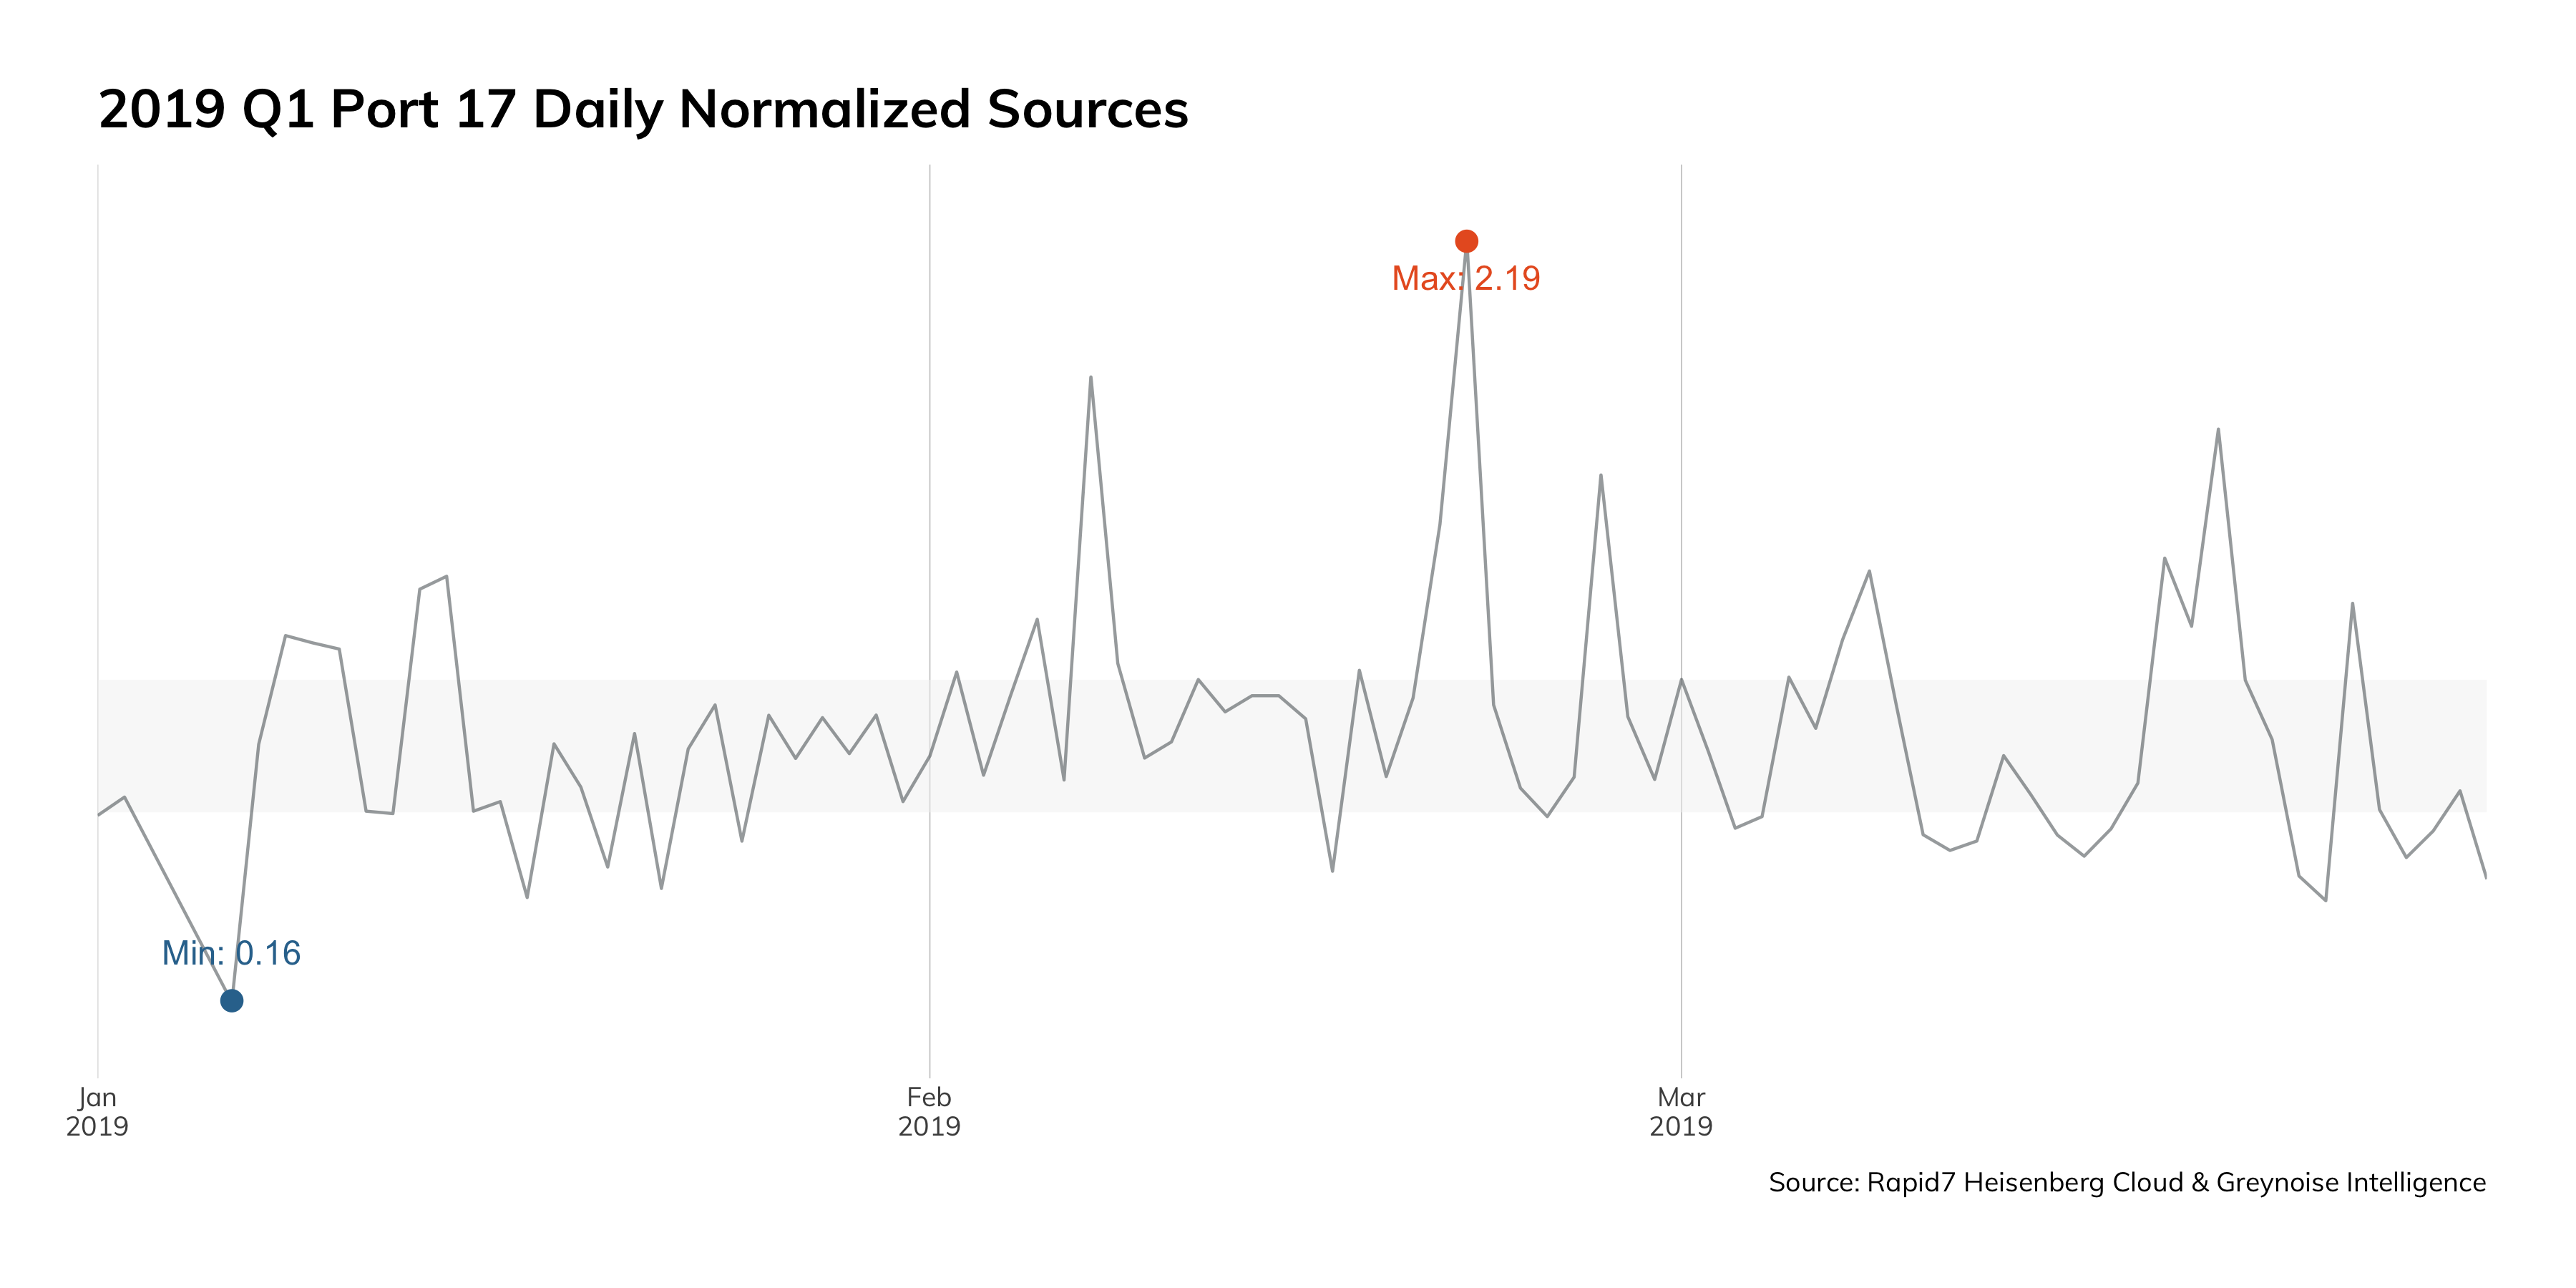 2019 Q1 Port 17 Daily Normalized Sources
Max: 2.19
Min: 0.16
Jan
2019
Feb
2019
Mar
2019
Source: Rapid7 Heisenberg Cloud & Greynoise Intelligence